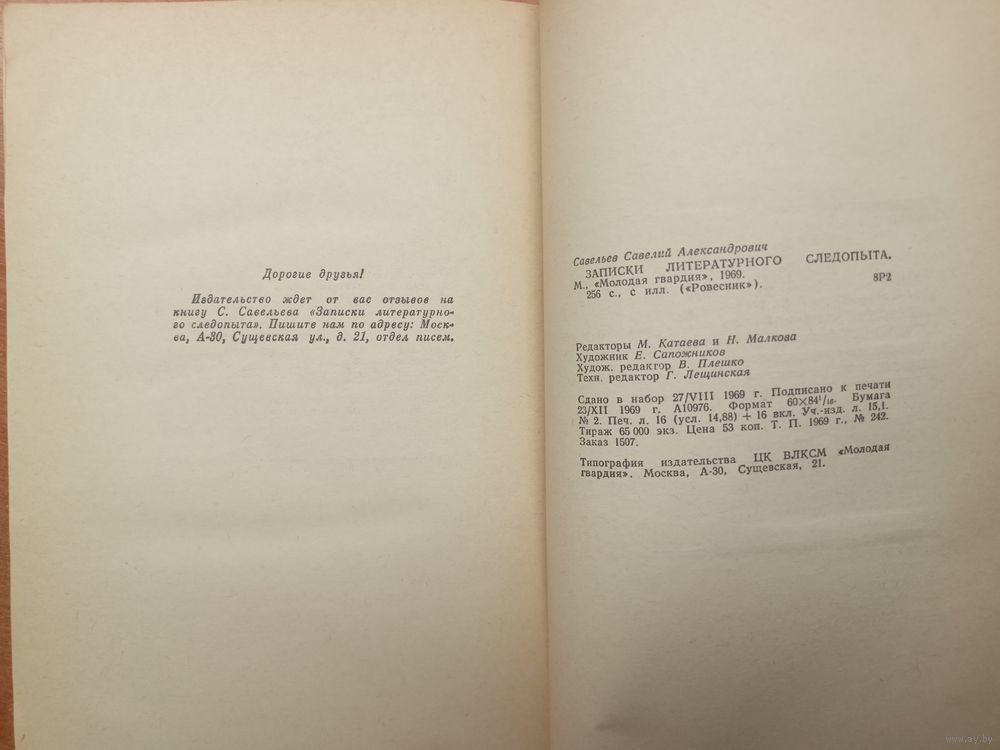 Дорогие друзья!
Издательство ждет от вас отзывов на
книгу С. Савельева «Записки литературно-
го следопыта». Пишите нам по адресу: Моск-
ва, А-30, Сущевская ул., д. 21, отдел писем.
Савельев Савелий Александрович
ЗАПИСКИ ЛИТЕРАТУРНОГО СЛЕДОПЫТА.
М., «Молодая гвардия», 1969.
256 с., с илл. («Ровесник»). 8Р2
Редакторы М. Катаева и Н. Малкова
Художник Е. Сапожников
Худож. редактор В. Плешко
Техн. редактор Г. Лещинская
Сдано в набор 27/VIII 1969 г. Подписано к печати
23/XII 1969 г. А10976. Формат 60×84¹/₁₆. Бумага
№ 2. Печ. л. 16 (усл. 14,88) + 16 вкл. Уч.-изд. л. 15,1.
Тираж 65 000 экз. Цена 53 коп. Т. П. 1969 г., № 242.
Заказ 1507.
Типография издательства ЦК ВЛКСМ «Молодая
гвардия». Москва, А-30, Сущевская, 21.
www.ay.by